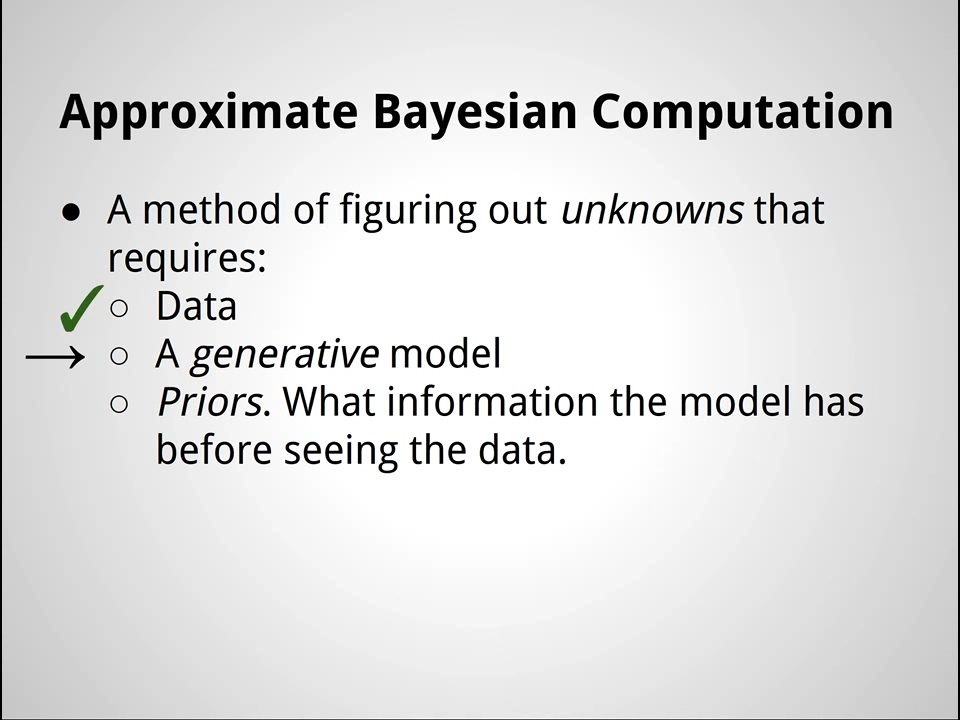 Approximate Bayesian Computation
● A method of figuring out unknowns that
requires:
✓○ Data
→ ○ A generative model
○ Priors. What information the model has
before seeing the data.